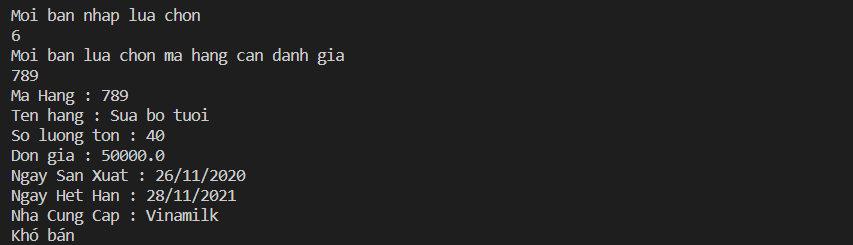 Moi ban nhap lua chon
6
Moi ban lua chon ma hang can danh gia
789
Ma Hang : 789
Ten hang : Sua bo tuoi
So luong ton : 40
Don gia : 50000.0
Ngay San Xuat : 26/11/2020
Ngay Het Han : 28/11/2021
Nha Cung Cap : Vinamilk
Khó bán